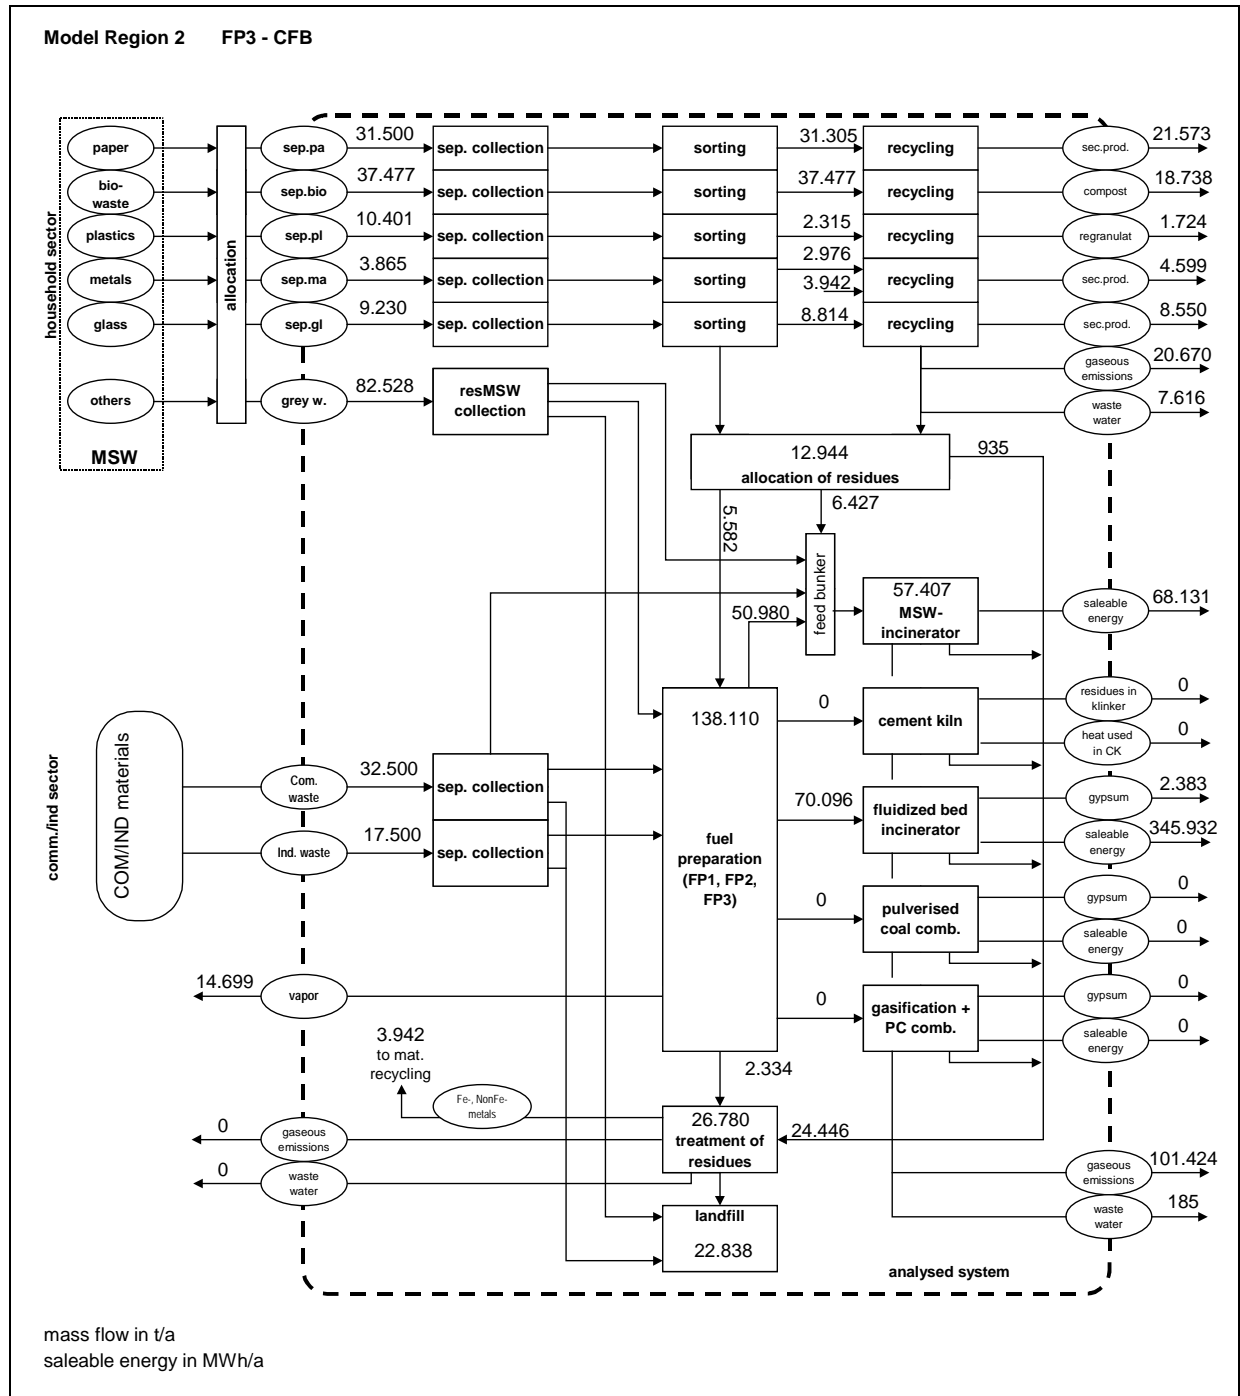 Model Region 2 FP3 - CFB
household sector
MSW
paper
bio-
waste
plastics
metals
glass
others
allocation
sep.pa
31.500
sep. collection
sorting
31.305
recycling
sec.prod.
21.573
sep.bio
37.477
sep. collection
sorting
37.477
recycling
compost
18.738
sep.pl
10.401
sep. collection
sorting
2.315
recycling
regranulat
1.724
sep.ma
3.865
sep. collection
sorting
2.976
3.942
recycling
sec.prod.
4.599
sep.gl
9.230
sep. collection
sorting
8.814
recycling
sec.prod.
8.550
gaseous
emissions
20.670
waste
water
7.616
grey w.
82.528
resMSW
collection
12.944
allocation of residues
935
5.582
6.427
feed bunker
50.980
57.407
MSW-
incinerator
saleable
energy
68.131
138.110
fuel
preparation
(FP1, FP2,
FP3)
0
cement kiln
residues in
klinker
0
heat used
in CK
0
comm./ind sector
COM/IND materials
Com.
waste
32.500
sep. collection
Ind. waste
17.500
sep. collection
70.096
fluidized bed
incinerator
gypsum
2.383
saleable
energy
345.932
0
pulverised
coal comb.
gypsum
0
saleable
energy
0
14.699
vapor
0
gasification +
PC comb.
gypsum
0
saleable
energy
0
3.942
to mat.
recycling
Fe-, NonFe-
metals
2.334
26.780
treatment of
residues
24.446
0
gaseous
emissions
0
waste
water
landfill
22.838
gaseous
emissions
101.424
waste
water
185
analysed system
mass flow in t/a
saleable energy in MWh/a